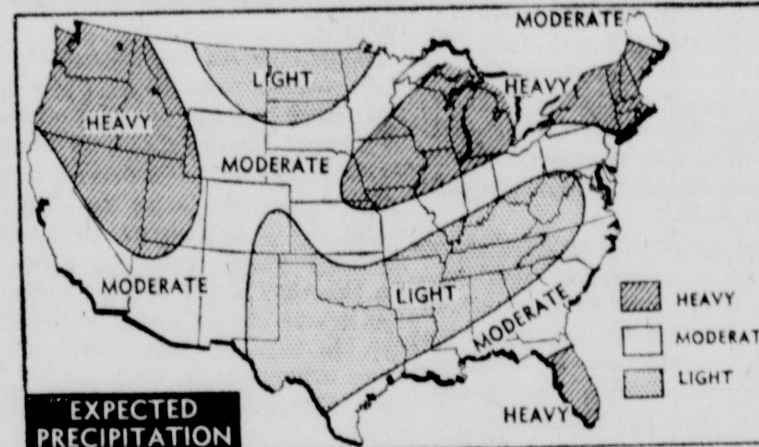 MODERATE
LIGHT
HEAVY
HEAVY
MODERATE
MODERATE
LIGHT
MODERATE
HEAVY
MODERAT
LIGHT
HEAVY
EXPECTED
PRECIPITATION